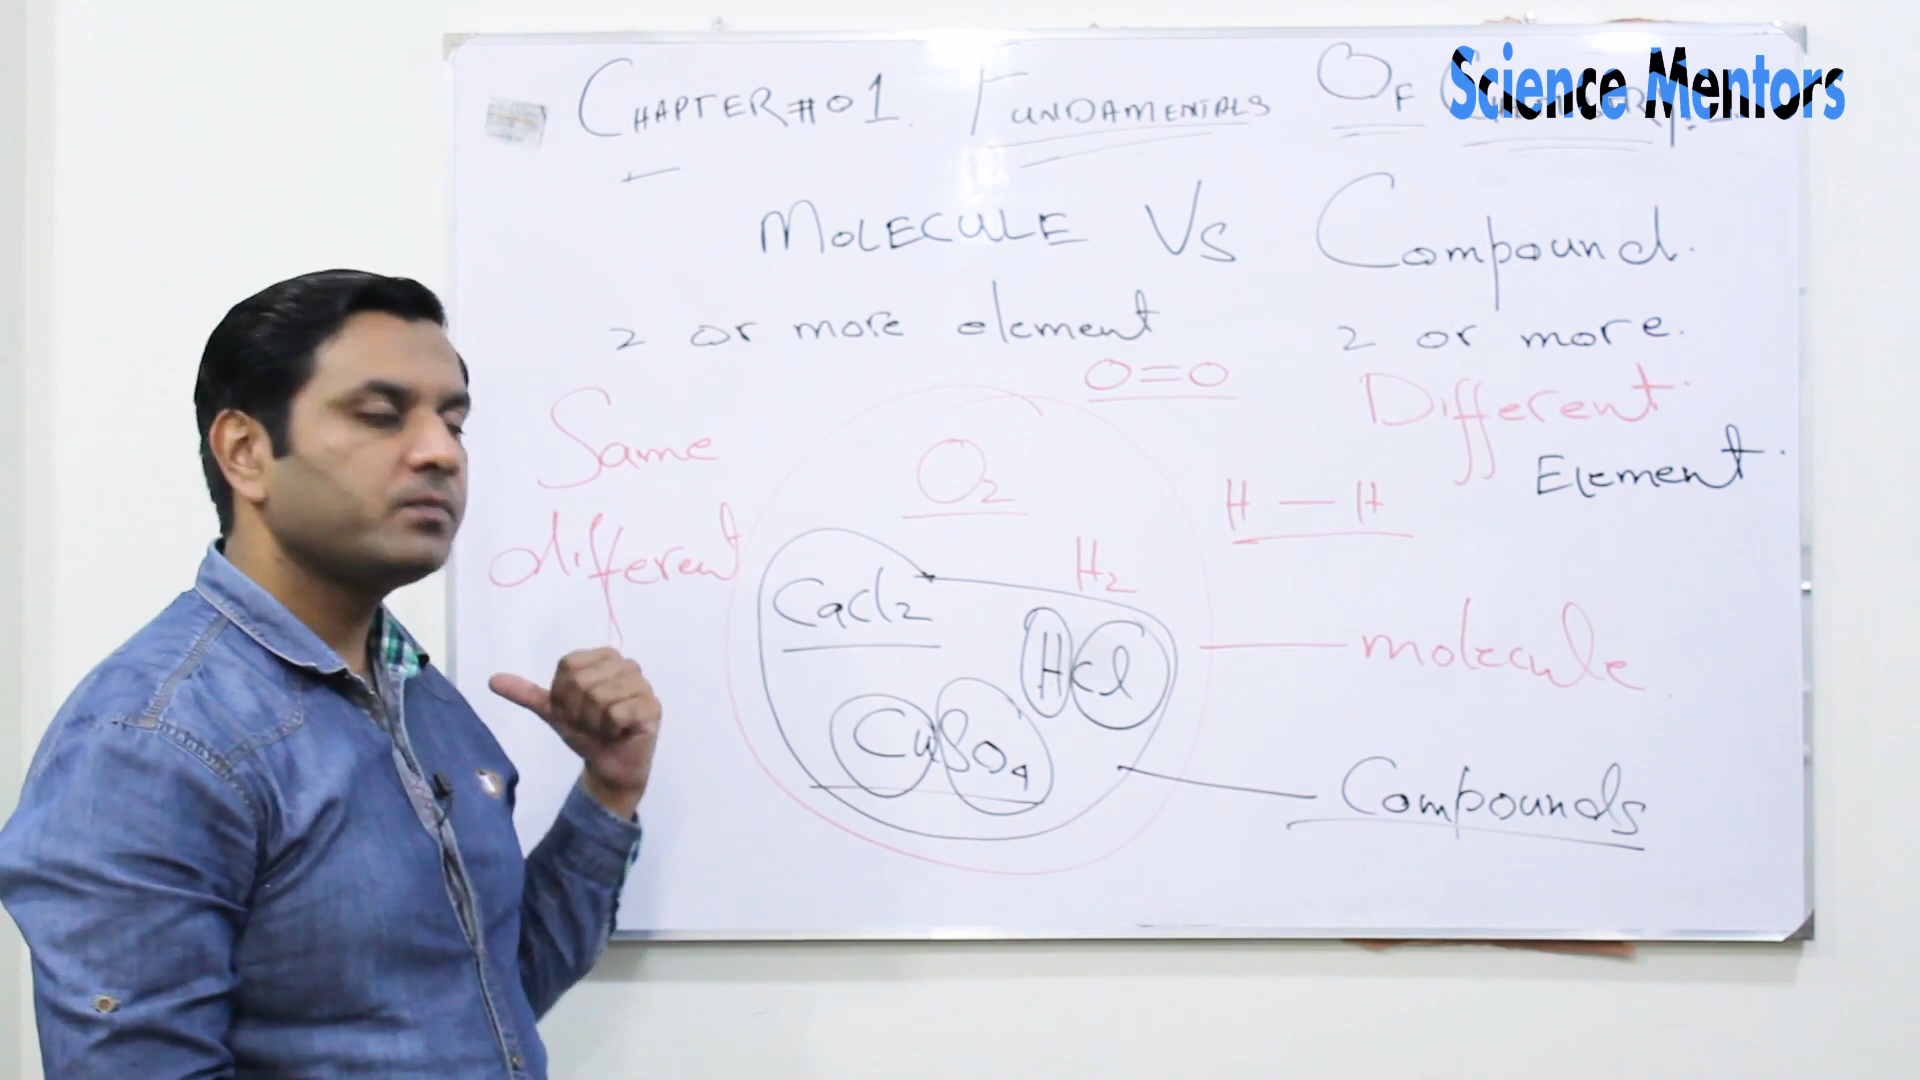 Science Mentors
CHAPTER # 01. FUNDAMENTALS OF
MOLECULE VS Compound.
2 or more element
2 or more.
O=O
Same
Different
O2
Element
H — H
different
H2
CaCl2
HCl
molecule
CuSO4
Compounds